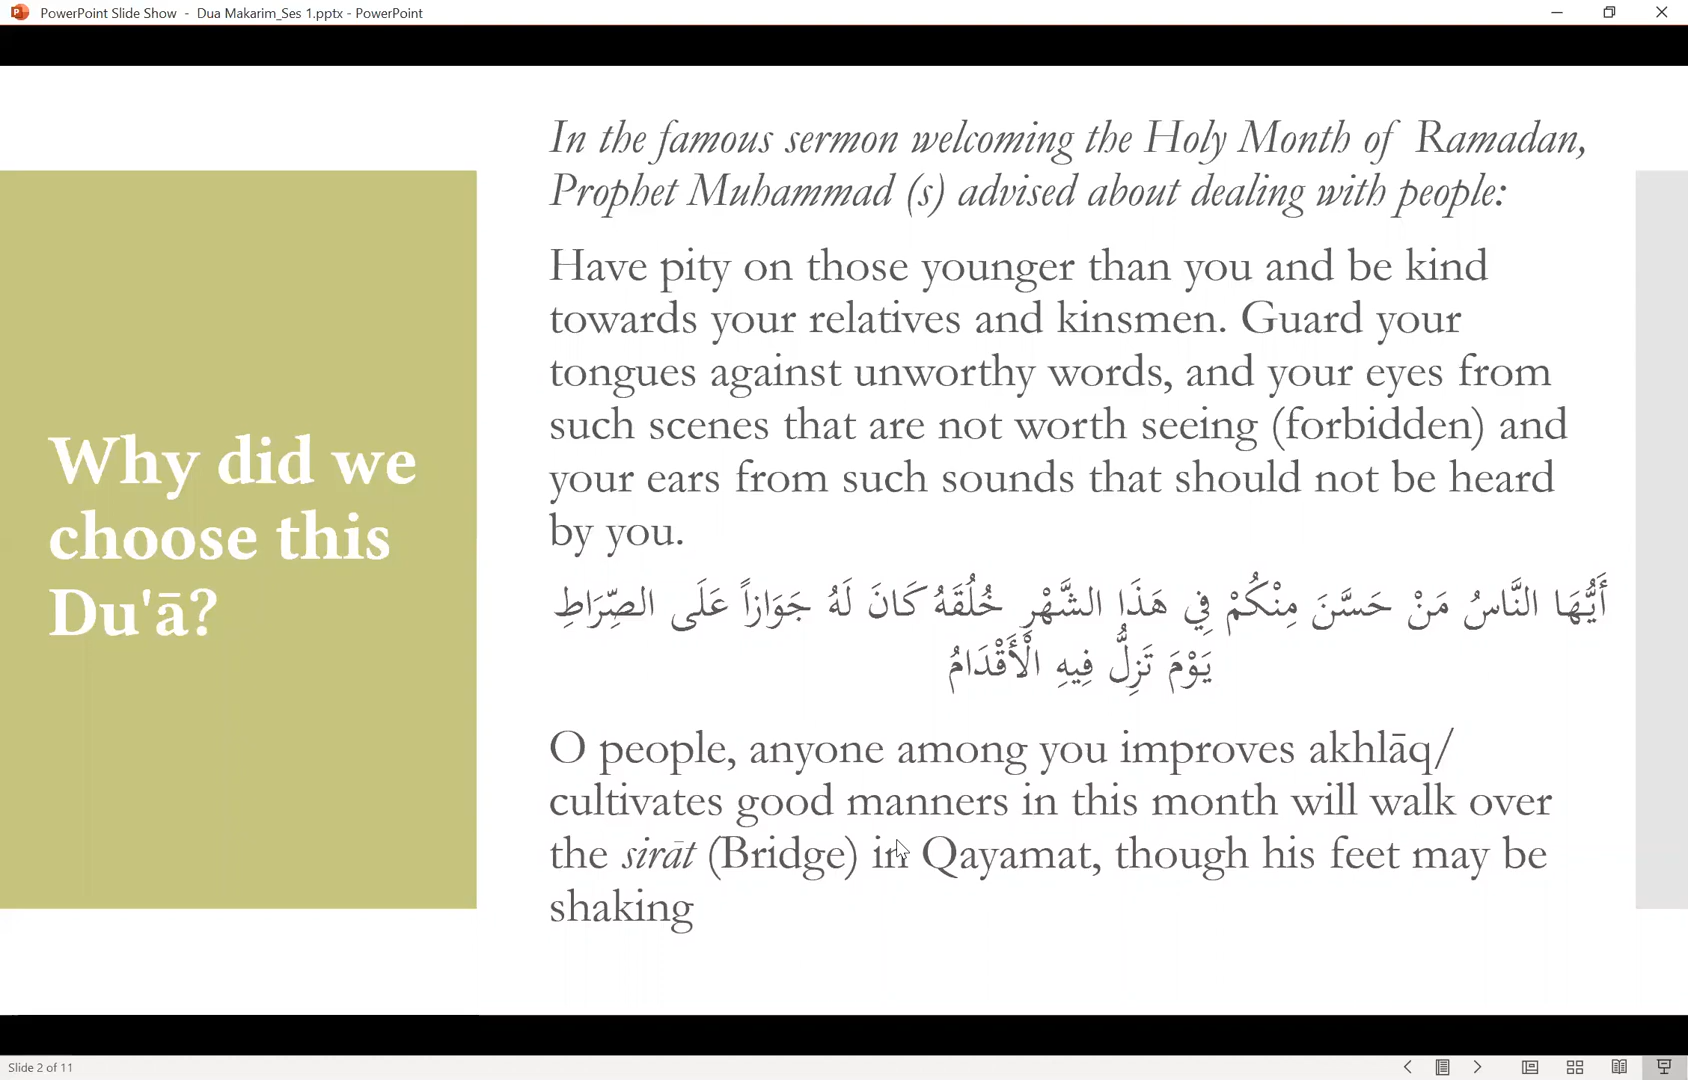 PowerPoint Slide Show - Dua Makarim_Ses 1.pptx - PowerPoint
Why did we
choose this
Du'ā?
In the famous sermon welcoming the Holy Month of Ramadan,
Prophet Muhammad (s) advised about dealing with people:
Have pity on those younger than you and be kind
towards your relatives and kinsmen. Guard your
tongues against unworthy words, and your eyes from
such scenes that are not worth seeing (forbidden) and
your ears from such sounds that should not be heard
by you.
أَيُّهَا النَّاسُ مَنْ حَسَّنَ مِنْكُمْ فِي هَذَا الشَّهْرِ خُلُقَهُ كَانَ لَهُ جَوَازاً عَلَى الصِّرَاطِ
يَوْمَ تَزِلُّ فِيهِ الْأَقْدَامُ
O people, anyone among you improves akhlāq/
cultivates good manners in this month will walk over
the sirāt (Bridge) in Qayamat, though his feet may be
shaking
Slide 2 of 11